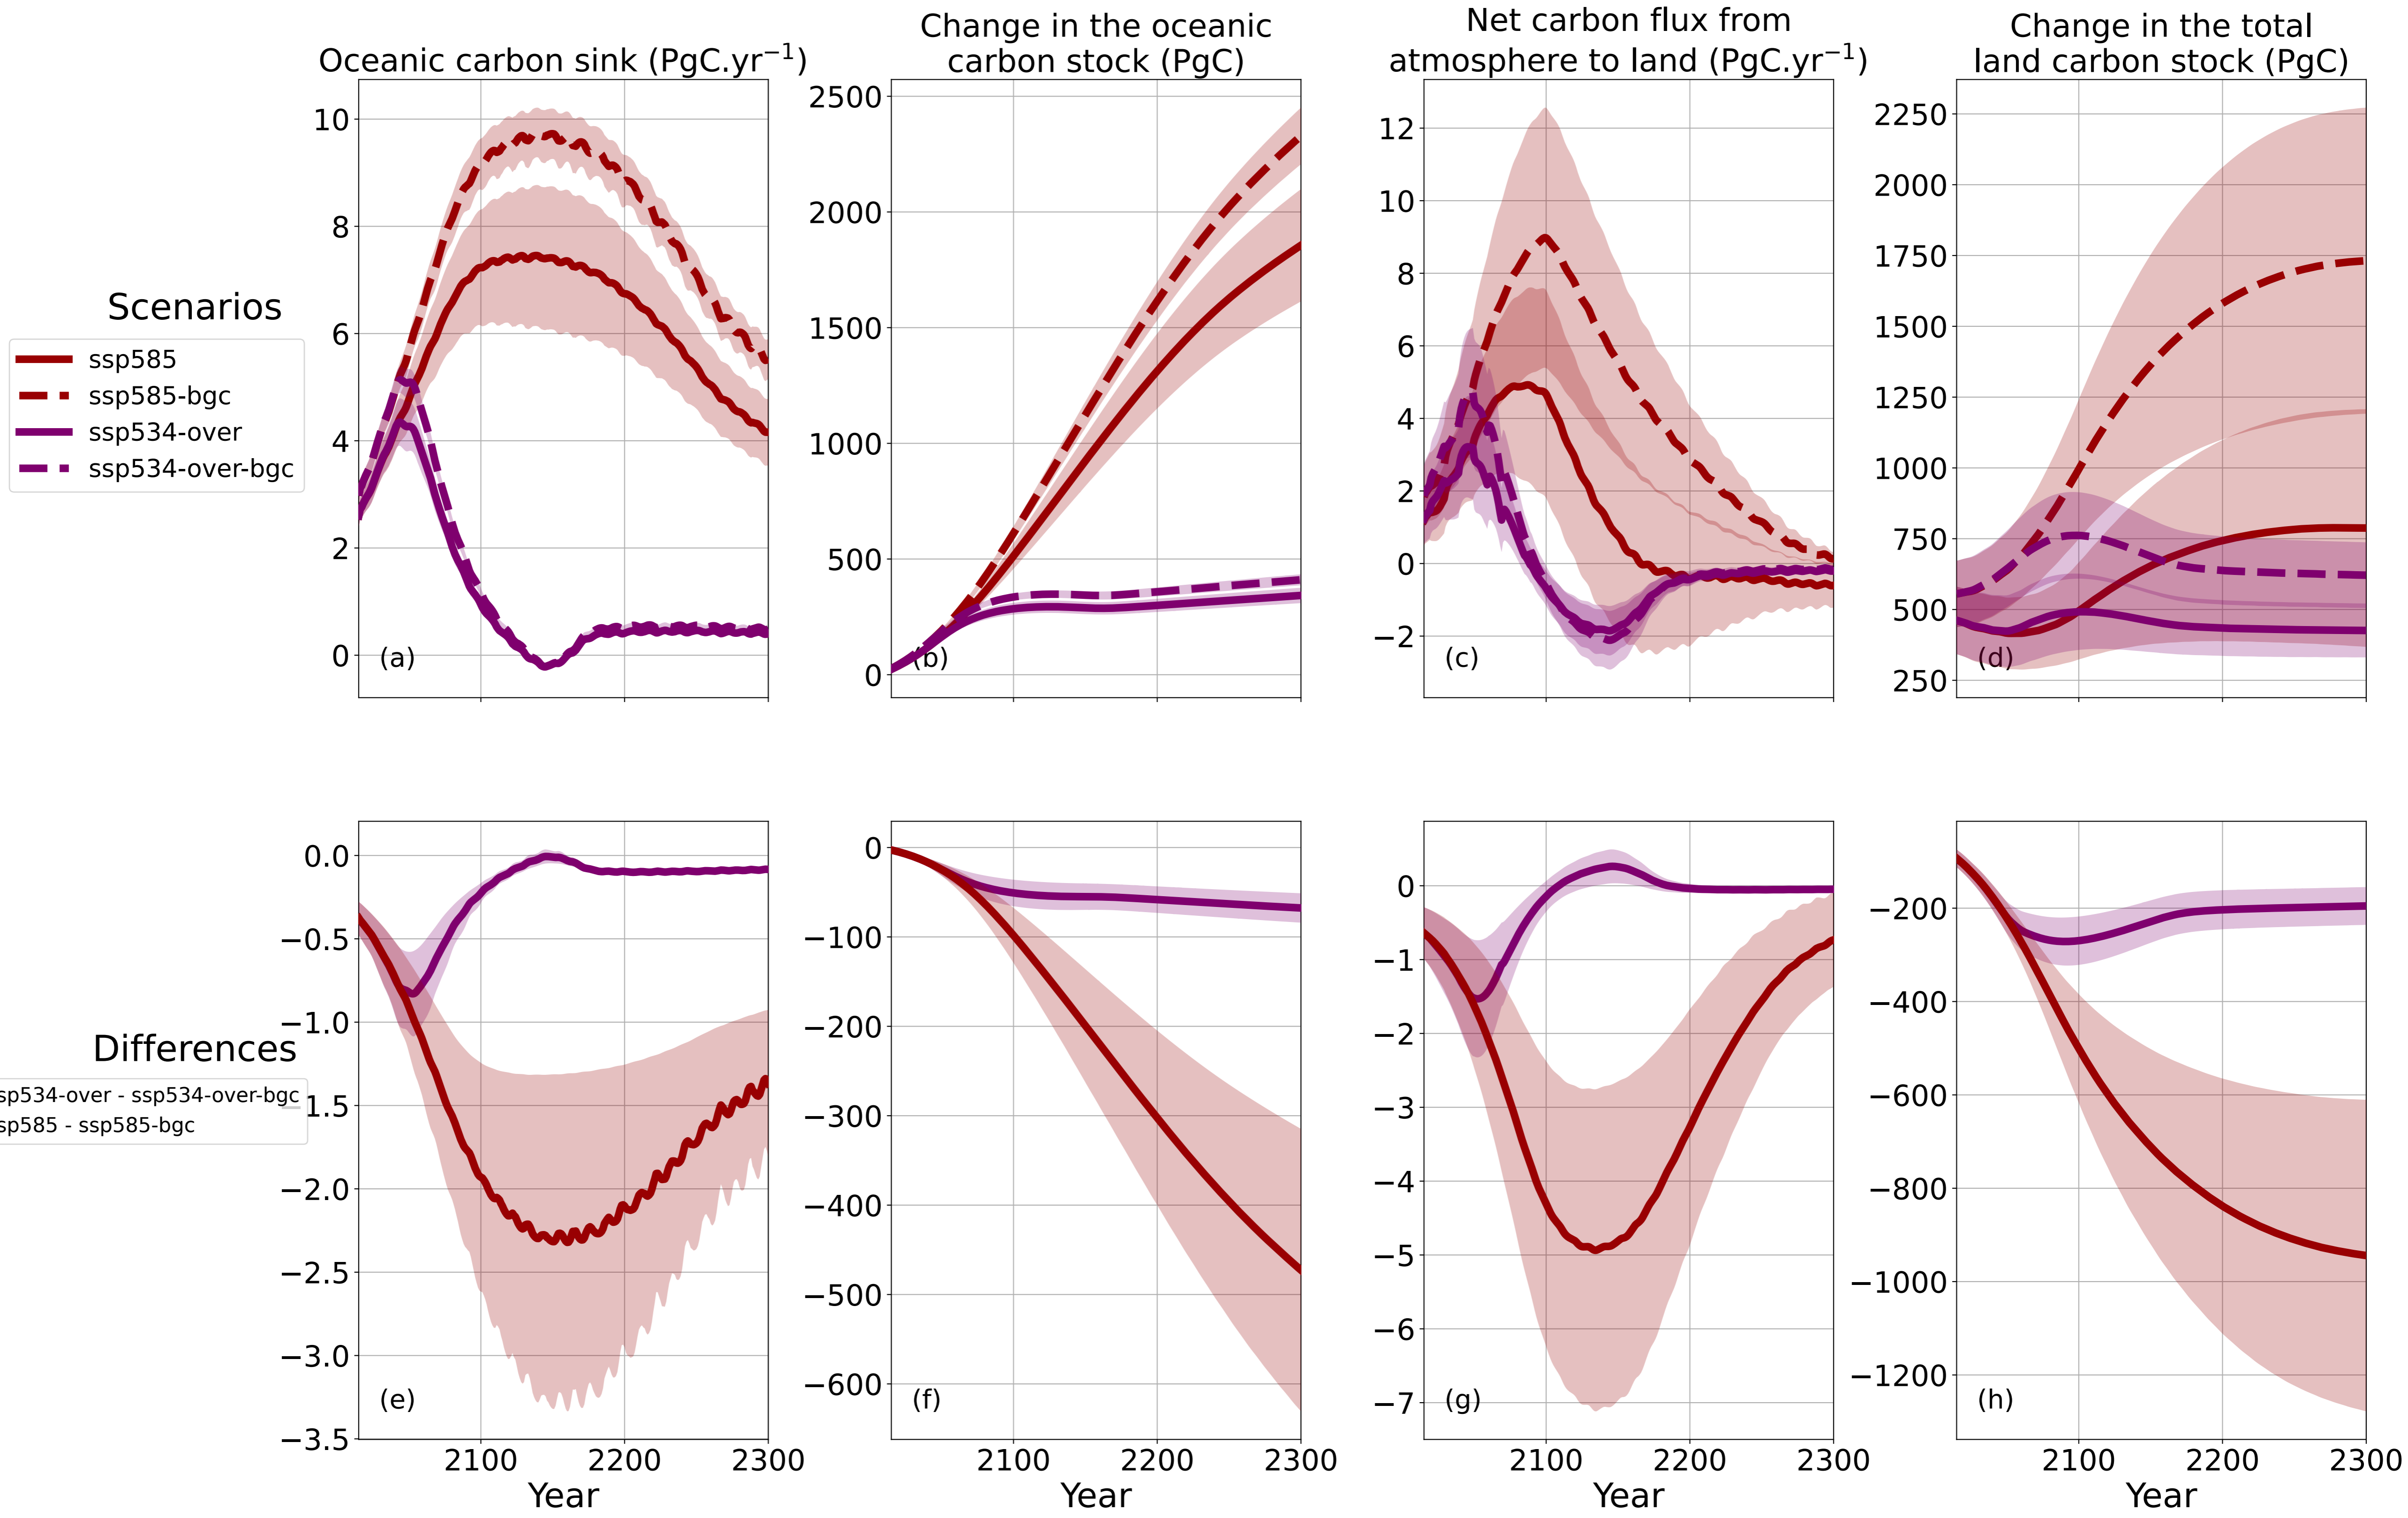 Oceanic carbon sink (PgC.yr−1)
Change in the oceanic
carbon stock (PgC)
Net carbon flux from
atmosphere to land (PgC.yr−1)
Change in the total
land carbon stock (PgC)
Scenarios
ssp585
ssp585-bgc
ssp534-over
ssp534-over-bgc
10
8
6
4
2
0
(a)
2500
2000
1500
1000
500
0
(b)
12
10
8
6
4
2
0
−2
(c)
2250
2000
1750
1500
1250
1000
750
500
250
(d)
Differences
sp534-over - ssp534-over-bgc
sp585 - ssp585-bgc
0.0
−0.5
−1.0
−1.5
−2.0
−2.5
−3.0
−3.5
(e)
2100 2200 2300
Year
0
−100
−200
−300
−400
−500
−600
(f)
2100 2200 2300
Year
0
−1
−2
−3
−4
−5
−6
−7
(g)
2100 2200 2300
Year
−200
−400
−600
−800
−1000
−1200
(h)
2100 2200 2300
Year